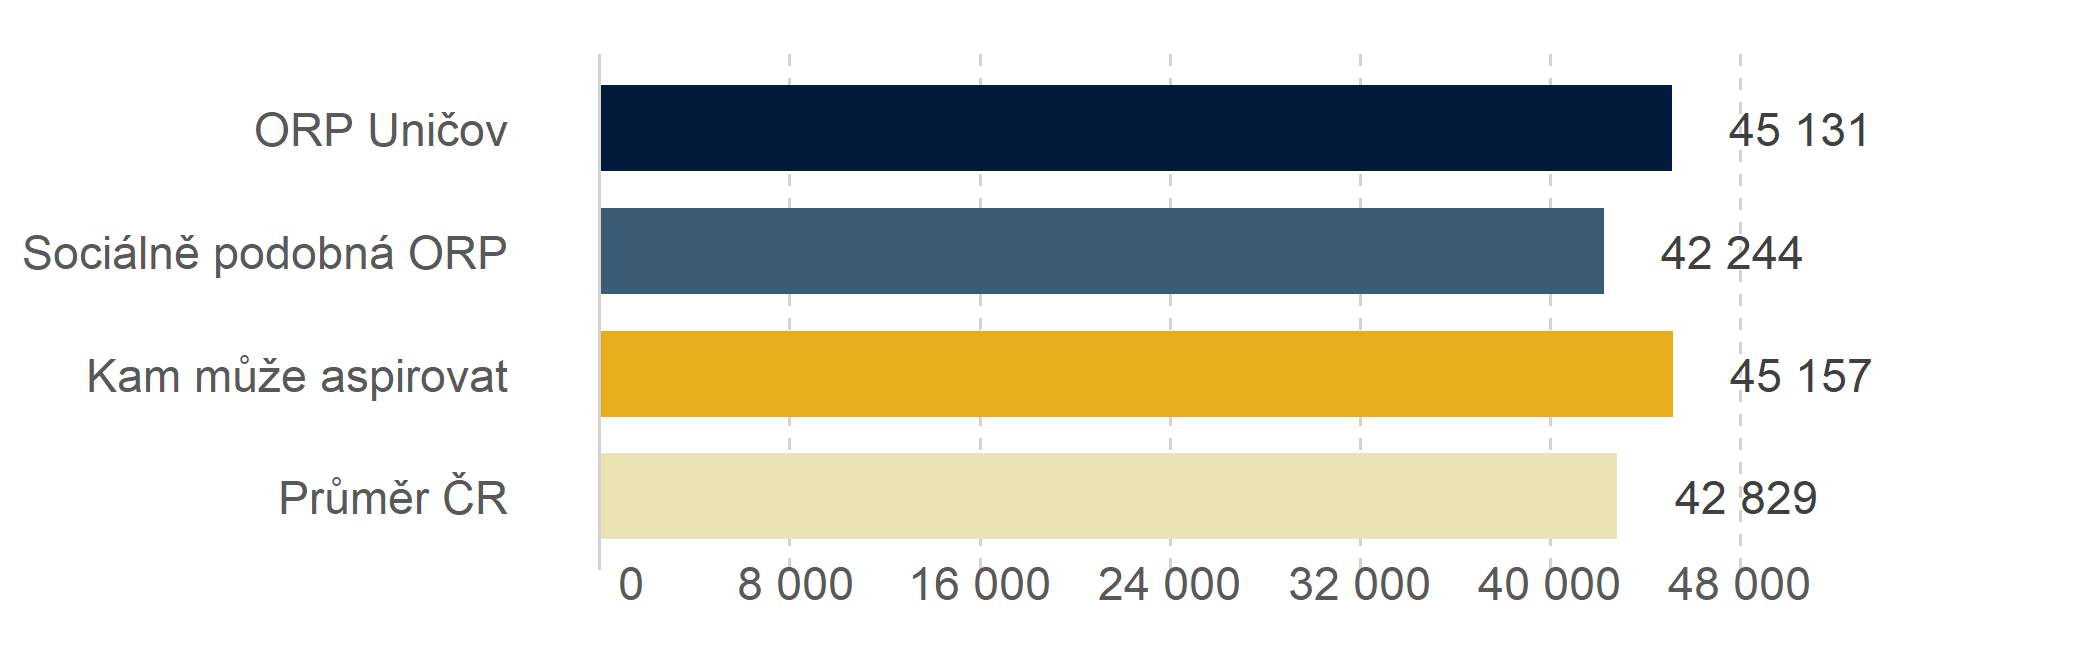 ORP Uničov 45 131
Sociálně podobná ORP 42 244
Kam může aspirovat 45 157
Průměr ČR 42 829
0 8 000 16 000 24 000 32 000 40 000 48 000